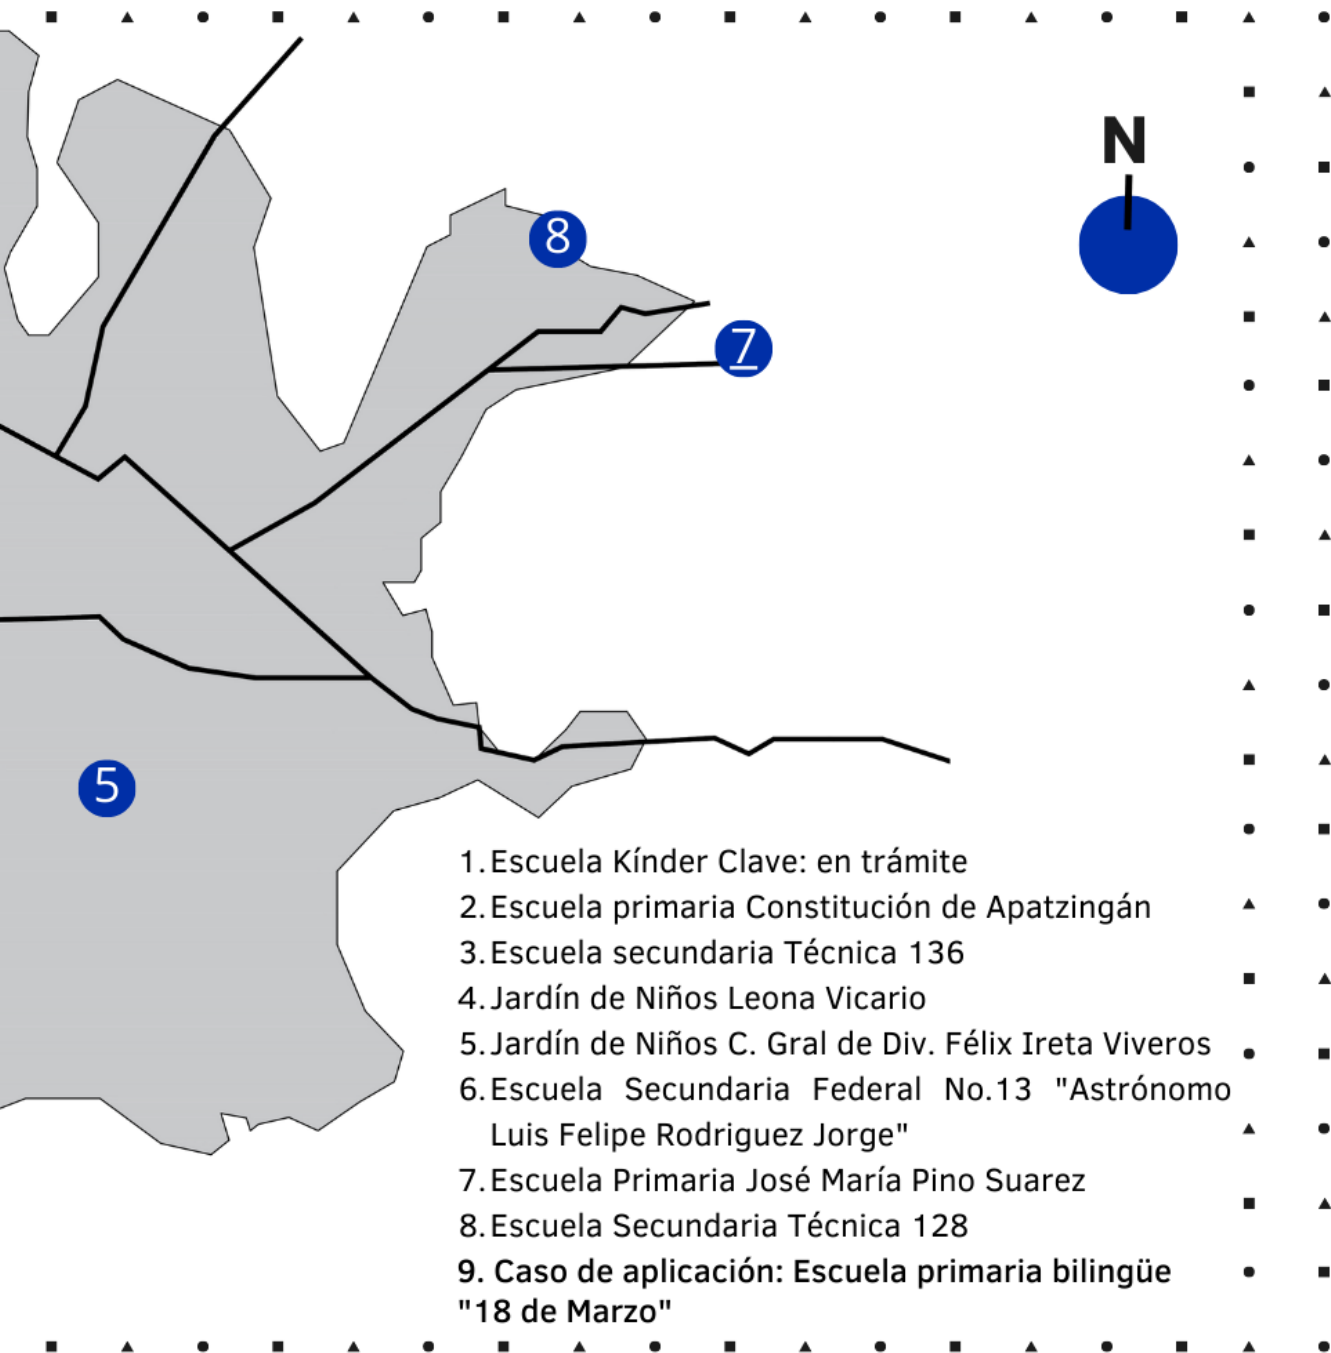 N
8
7
5
1. Escuela Kínder Clave: en trámite
2. Escuela primaria Constitución de Apatzingán
3. Escuela secundaria Técnica 136
4. Jardín de Niños Leona Vicario
5. Jardín de Niños C. Gral de Div. Félix Ireta Viveros
6. Escuela Secundaria Federal No.13 "Astrónomo
Luis Felipe Rodriguez Jorge"
7. Escuela Primaria José María Pino Suarez
8. Escuela Secundaria Técnica 128
9. Caso de aplicación: Escuela primaria bilingüe
"18 de Marzo"